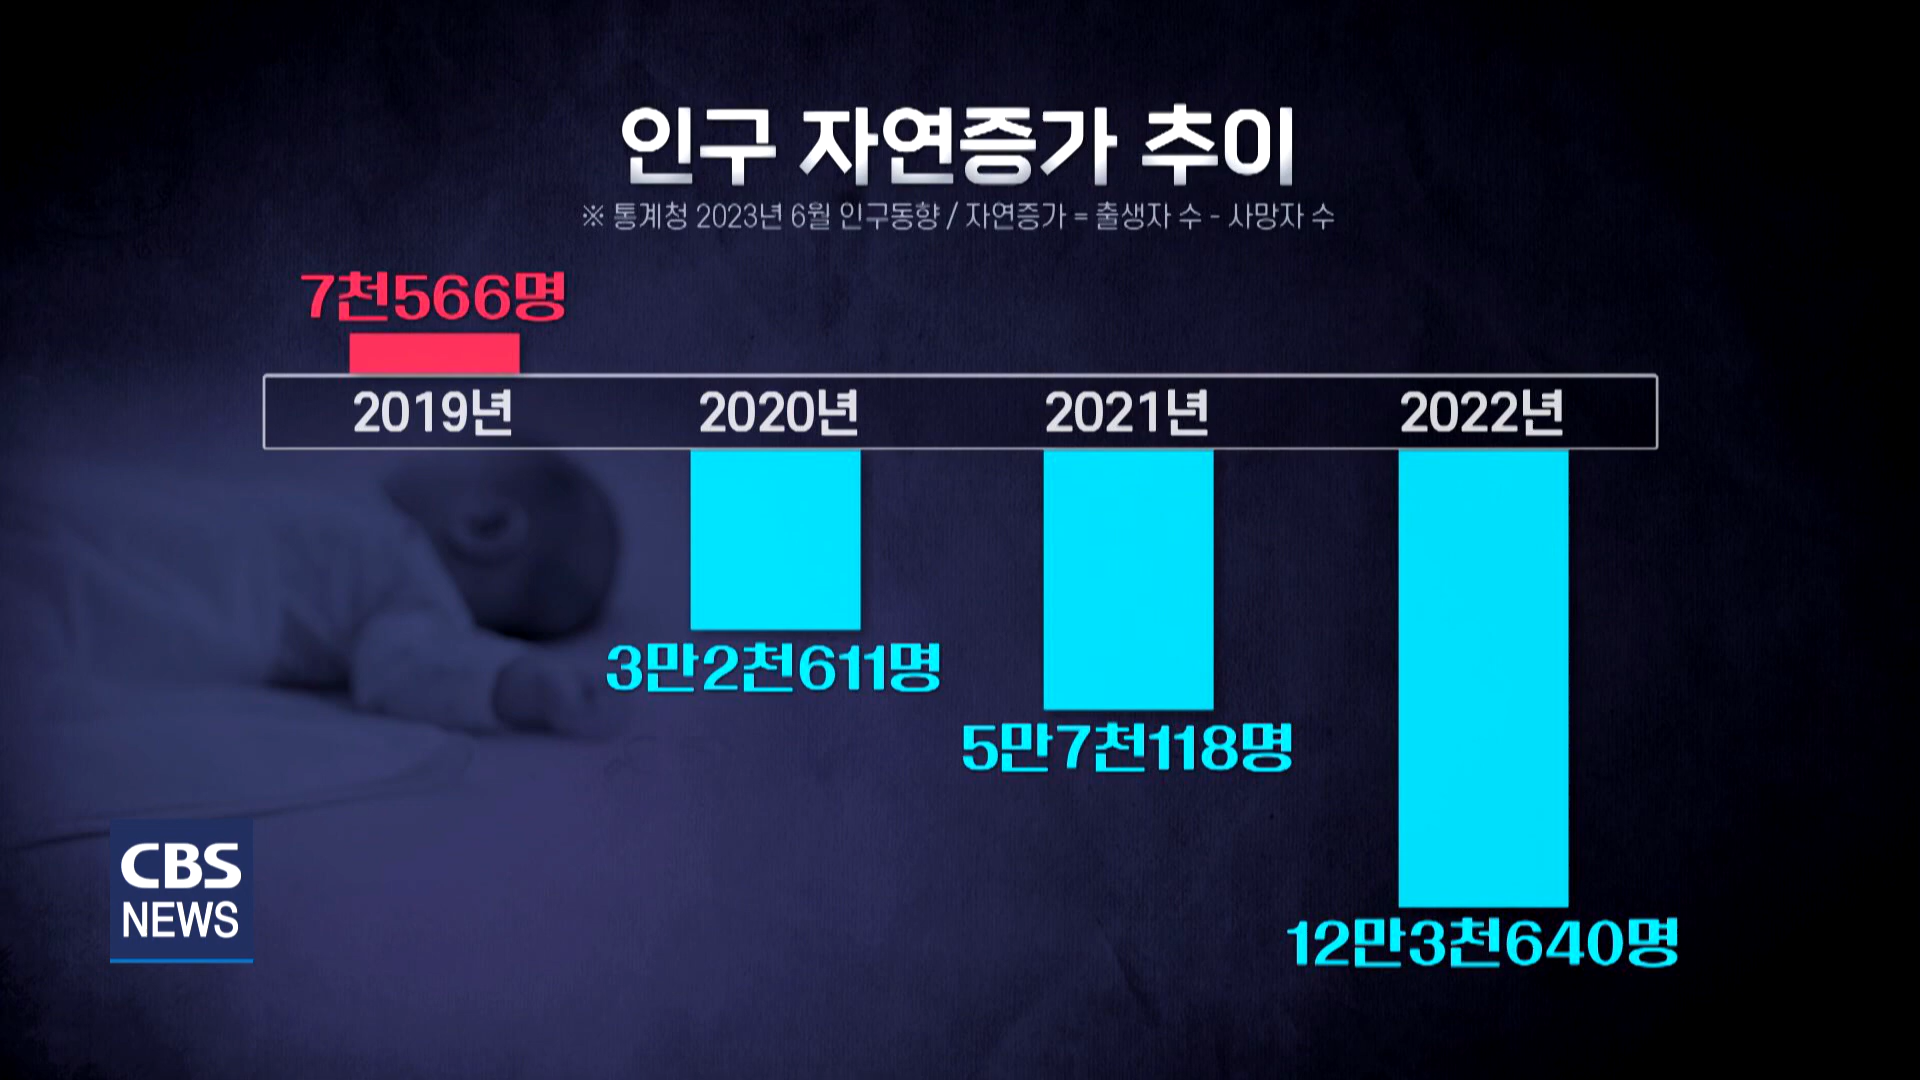 인구 자연증가 추이
※ 통계청 2023년 6월 인구동향 / 자연증가 = 출생자 수 - 사망자 수
7천566명
2019년 2020년 2021년 2022년
3만2천611명
5만7천118명
12만3천640명
CBS
NEWS